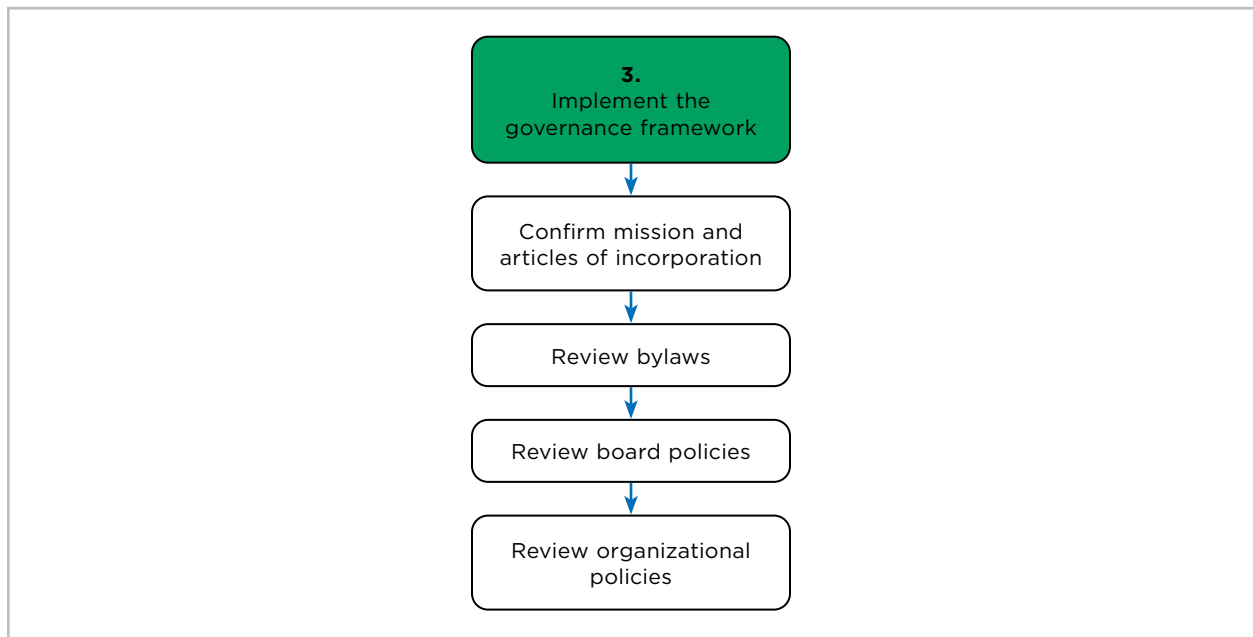 3.
Implement the
governance framework
Confirm mission and
articles of incorporation
Review bylaws
Review board policies
Review organizational
policies